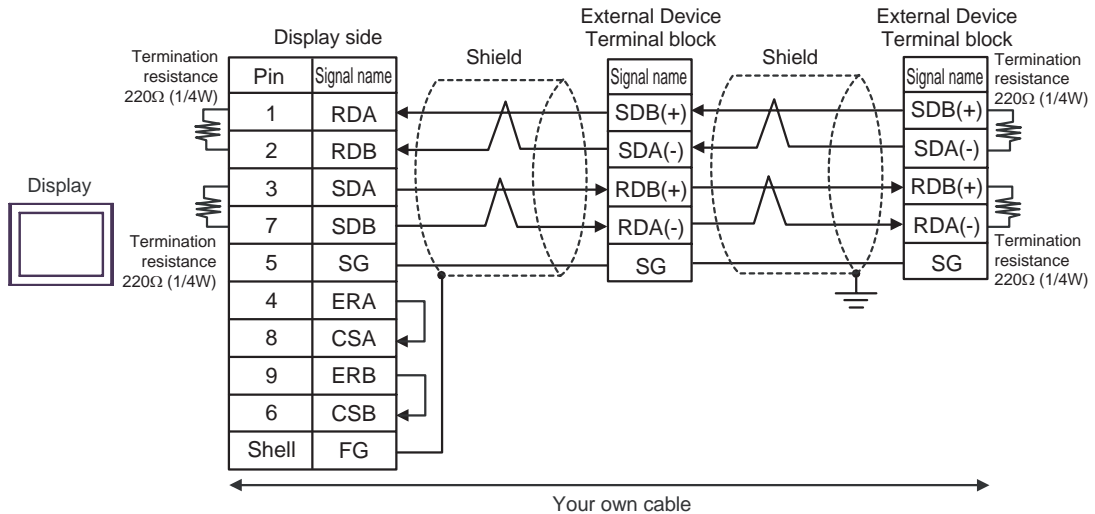 External Device
Terminal block
External Device
Terminal block
Display side
Shield
Shield
Termination
resistance
220Ω (1/4W)
Termination
resistance
220Ω (1/4W)
Pin Signal name
Signal name
Signal name
1 RDA SDB(+) SDB(+)
2 RDB SDA(-) SDA(-)
3 SDA RDB(+) RDB(+)
7 SDB RDA(-) RDA(-)
5 SG SG SG
4 ERA
8 CSA
9 ERB
6 CSB
Shell FG
Display
Termination
resistance
220Ω (1/4W)
Termination
resistance
220Ω (1/4W)
Your own cable